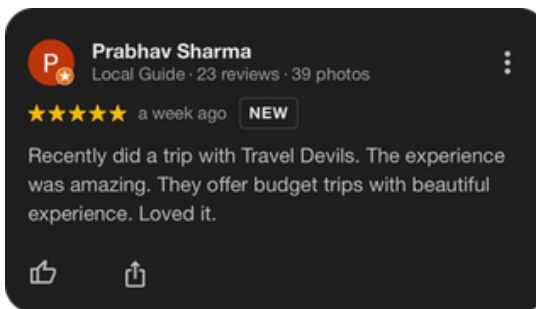 P
Prabhav Sharma
Local Guide · 23 reviews · 39 photos
a week ago NEW
Recently did a trip with Travel Devils. The experience
was amazing. They offer budget trips with beautiful
experience. Loved it.